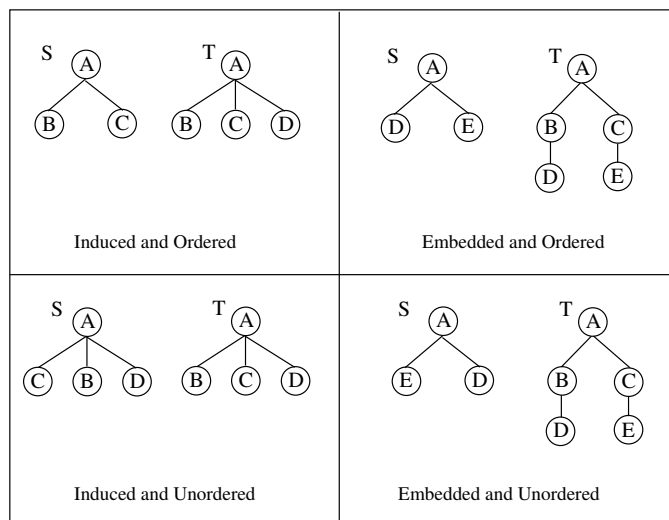 S A T A
B C B C D
Induced and Ordered
S A T A
D E B C
D E
Embedded and Ordered
S A T A
C B D B C D
Induced and Unordered
S A T A
E D B C
D E
Embedded and Unordered